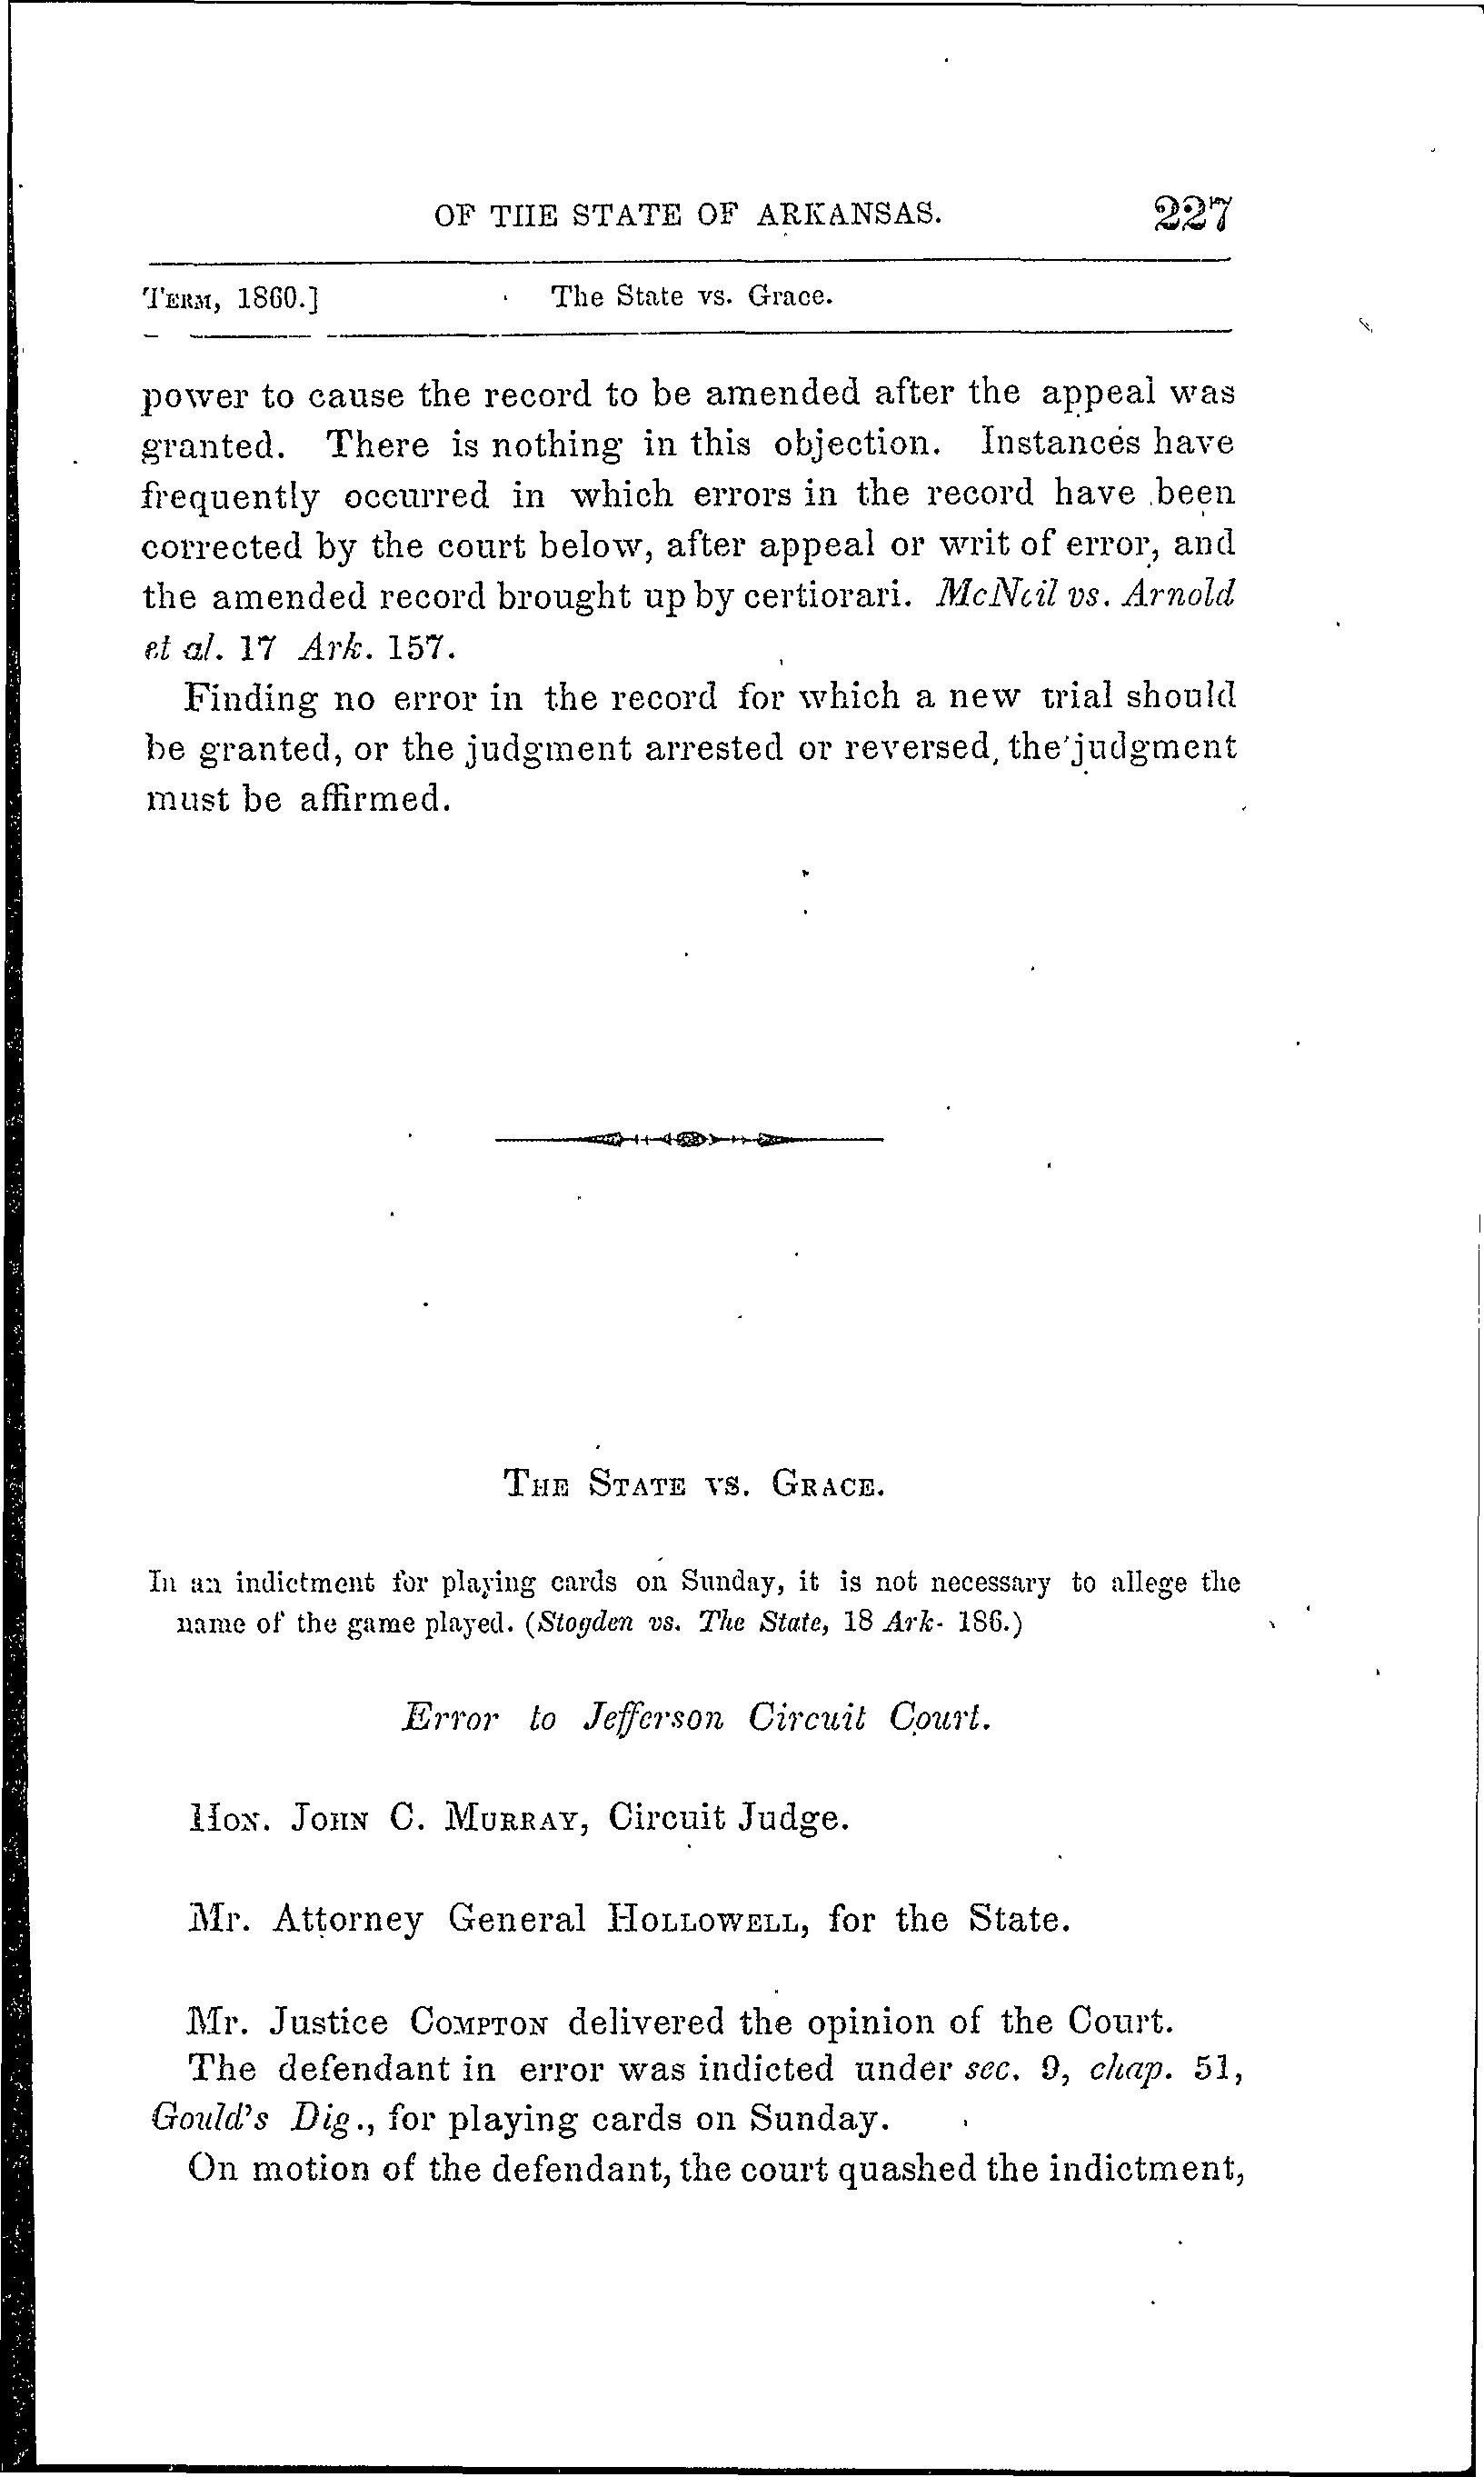 OF THE STATE OF ARKANSAS. 227
TERM, 1860.] The State vs. Grace.
power to cause the record to be amended after the appeal was
granted. There is nothing in this objection. Instances have
frequently occurred in which errors in the record have been
corrected by the court below, after appeal or writ of error, and
the amended record brought up by certiorari. McNeil vs. Arnold
et al. 17 Ark. 157.
Finding no error in the record for which a new trial should
be granted, or the judgment arrested or reversed, the judgment
must be affirmed.
THE STATE VS. GRACE.
In an indictment for playing cards on Sunday, it is not necessary to allege the
name of the game played. (Stogden vs. The State, 18 Ark- 186.)
Error to Jefferson Circuit Court.
HON. JOHN C. MURRAY, Circuit Judge.
Mr. Attorney General HOLLOWELL, for the State.
Mr. Justice COMPTON delivered the opinion of the Court.
The defendant in error was indicted under sec. 9, chap. 51,
Gould's Dig., for playing cards on Sunday.
On motion of the defendant, the court quashed the indictment,